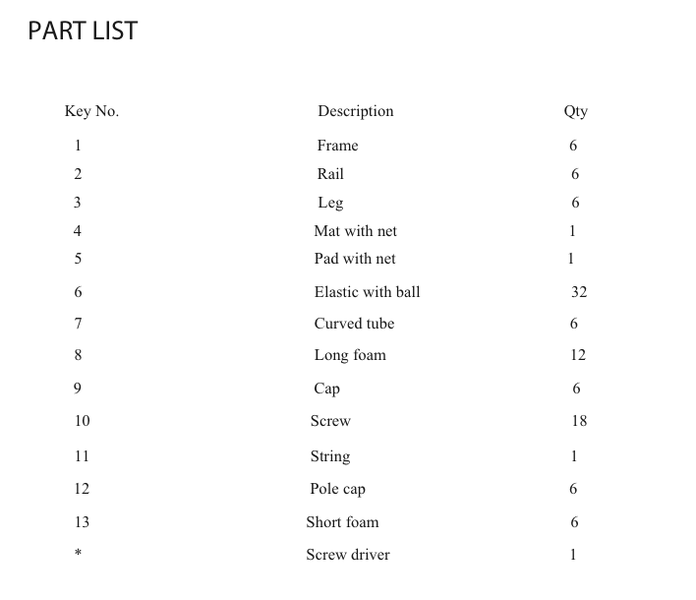 PART LIST
Key No. Description Qty
1 Frame 6
2 Rail 6
3 Leg 6
4 Mat with net 1
5 Pad with net 1
6 Elastic with ball 32
7 Curved tube 6
8 Long foam 12
9 Cap 6
10 Screw 18
11 String 1
12 Pole cap 6
13 Short foam 6
* Screw driver 1